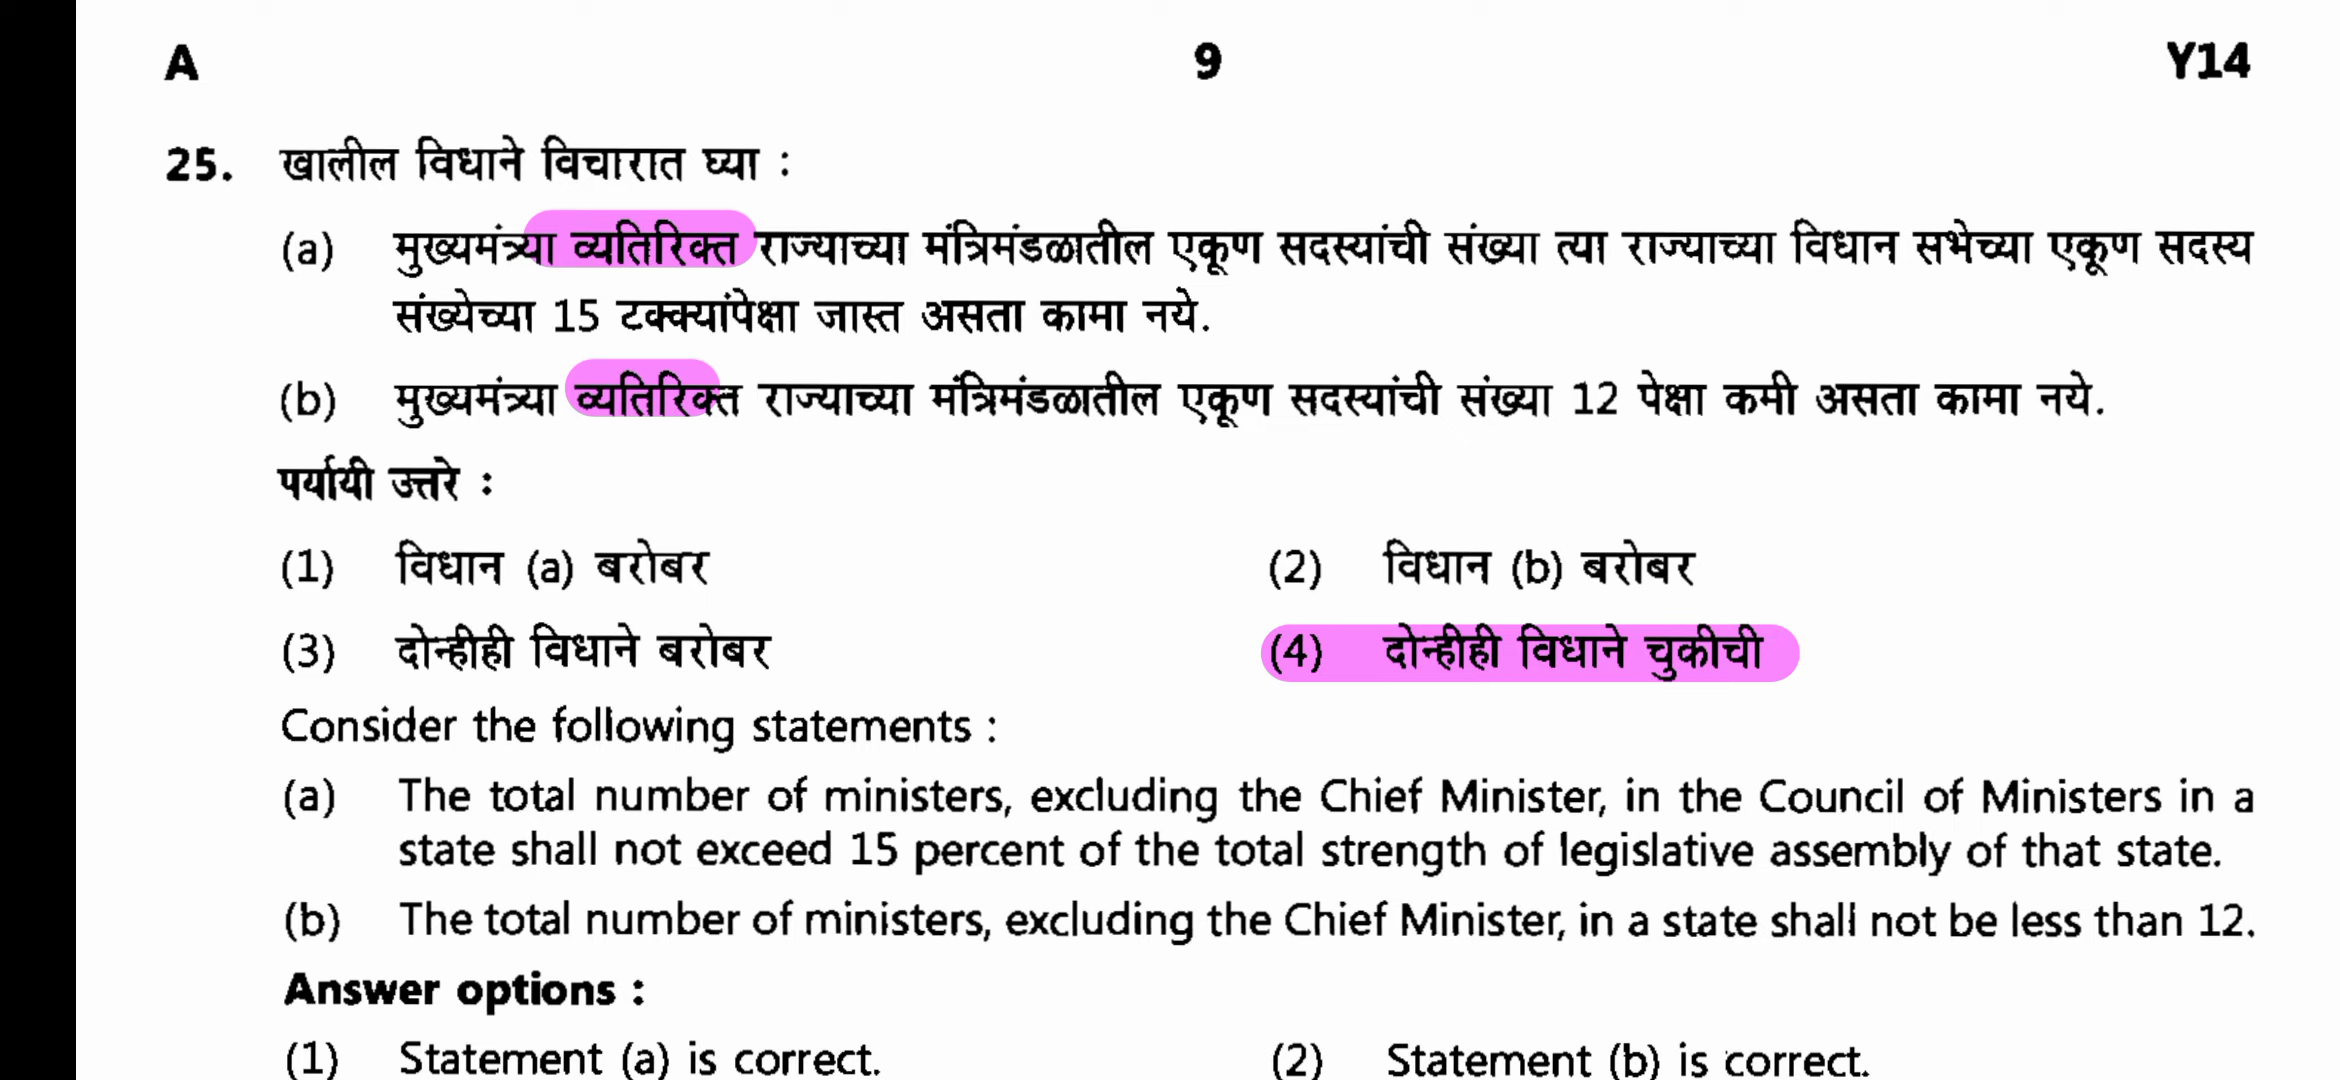 A 9 Y14
25. खालील विधाने विचारात घ्या :
(a) मुख्यमंत्र्या व्यतिरिक्त राज्याच्या मंत्रिमंडळातील एकूण सदस्यांची संख्या त्या राज्याच्या विधान सभेच्या एकूण सदस्य
संख्येच्या 15 टक्क्यांपेक्षा जास्त असता कामा नये.
(b) मुख्यमंत्र्या व्यतिरिक्त राज्याच्या मंत्रिमंडळातील एकूण सदस्यांची संख्या 12 पेक्षा कमी असता कामा नये.
पर्यायी उत्तरे :
(1) विधान (a) बरोबर (2) विधान (b) बरोबर
(3) दोन्हीही विधाने बरोबर (4) दोन्हीही विधाने चुकीची
Consider the following statements :
(a) The total number of ministers, excluding the Chief Minister, in the Council of Ministers in a
state shall not exceed 15 percent of the total strength of legislative assembly of that state.
(b) The total number of ministers, excluding the Chief Minister, in a state shall not be less than 12.
Answer options :
(1) Statement (a) is correct. (2) Statement (b) is correct.